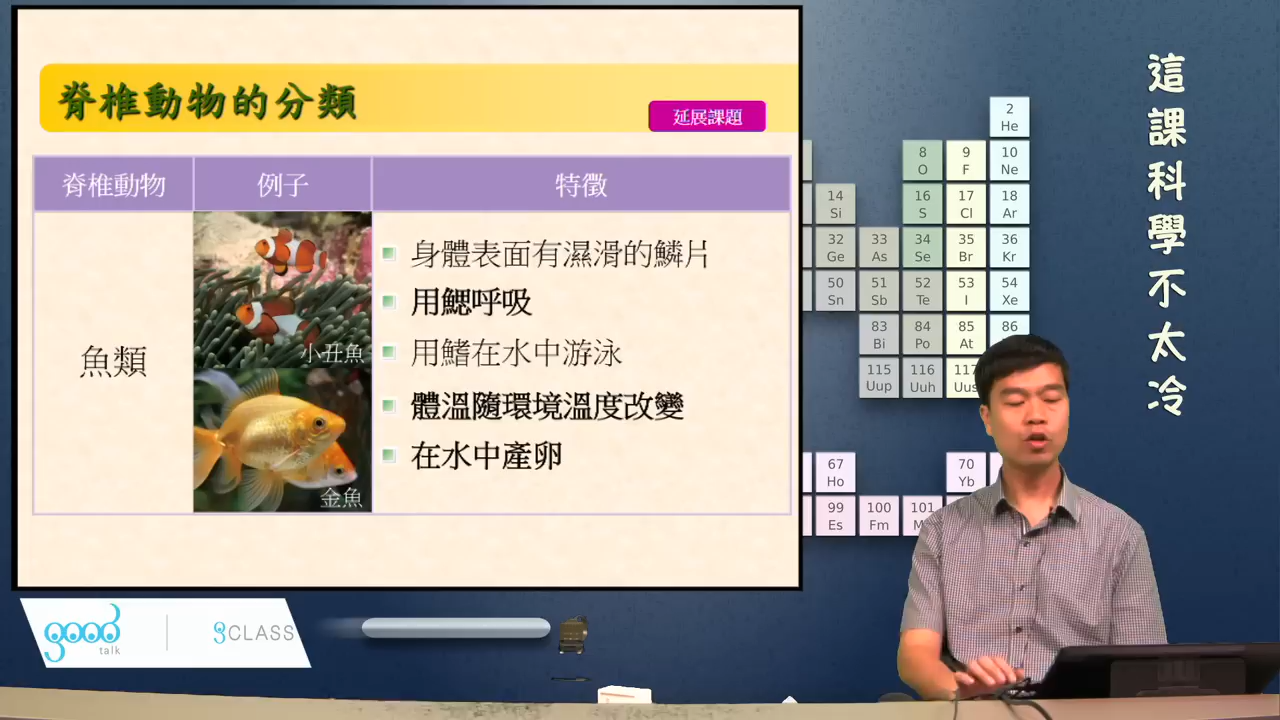 脊椎動物的分類
延展課題
脊椎動物
例子
特徵
魚類
小丑魚
金魚
身體表面有濕滑的鱗片
用鰓呼吸
用鰭在水中游泳
體溫隨環境溫度改變
在水中產卵
這課科學不太冷
2
He
8
O
9
F
10
Ne
14
Si
16
S
17
Cl
18
Ar
32
Ge
33
As
34
Se
35
Br
36
Kr
50
Sn
51
Sb
52
Te
53
I
54
Xe
83
Bi
84
Po
85
At
86
115
Uup
116
Uuh
117
Uus
67
Ho
70
Yb
99
Es
100
Fm
101
good
talk
3CLASS